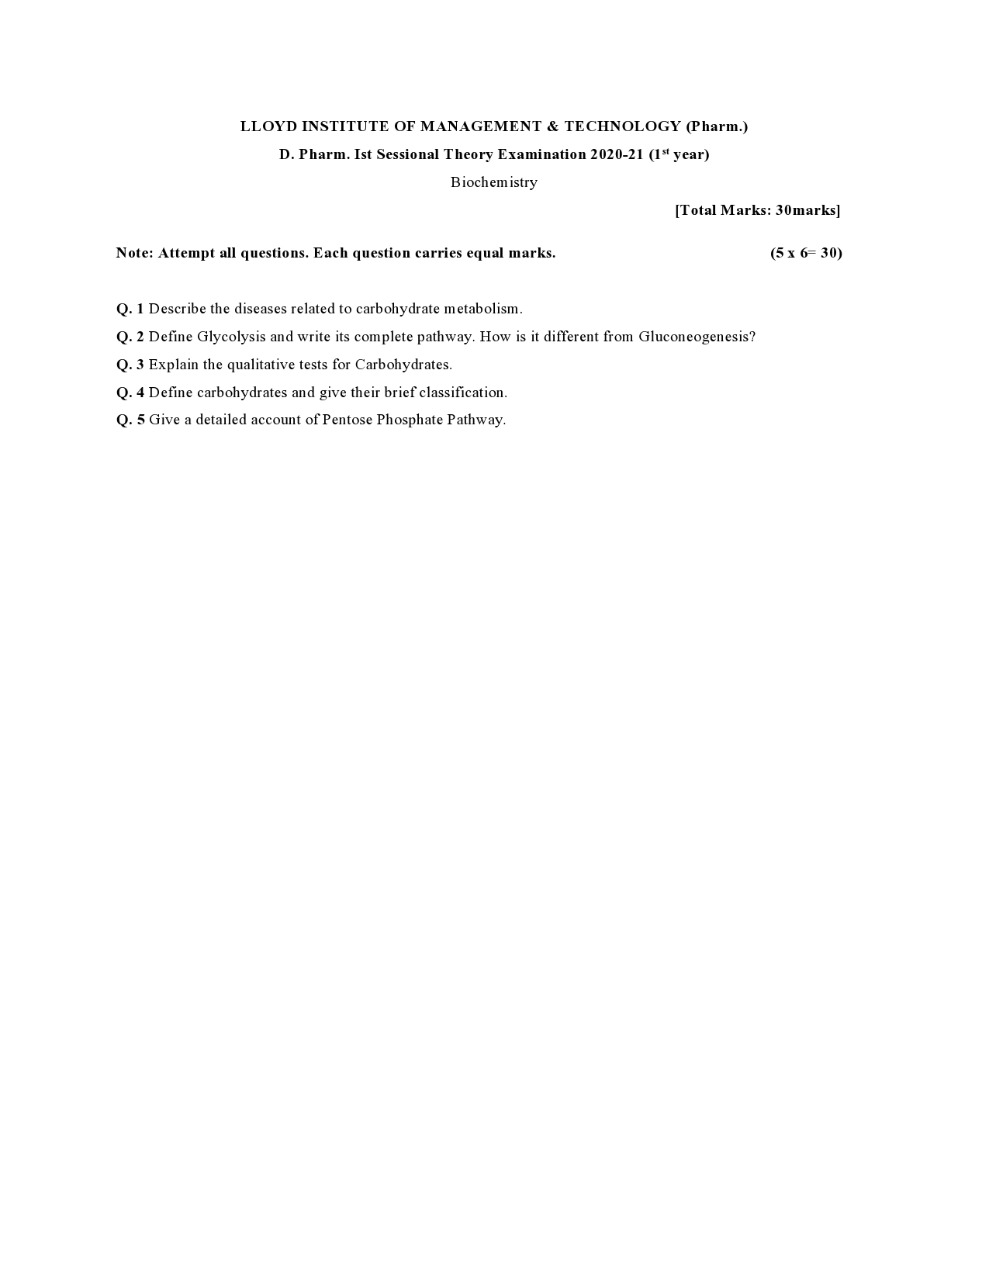 LLOYD INSTITUTE OF MANAGEMENT & TECHNOLOGY (Pharm.)
D. Pharm. Ist Sessional Theory Examination 2020-21 (1st year)
Biochemistry
[Total Marks: 30marks]
Note: Attempt all questions. Each question carries equal marks. (5 x 6= 30)
Q. 1 Describe the diseases related to carbohydrate metabolism.
Q. 2 Define Glycolysis and write its complete pathway. How is it different from Gluconeogenesis?
Q. 3 Explain the qualitative tests for Carbohydrates.
Q. 4 Define carbohydrates and give their brief classification.
Q. 5 Give a detailed account of Pentose Phosphate Pathway.